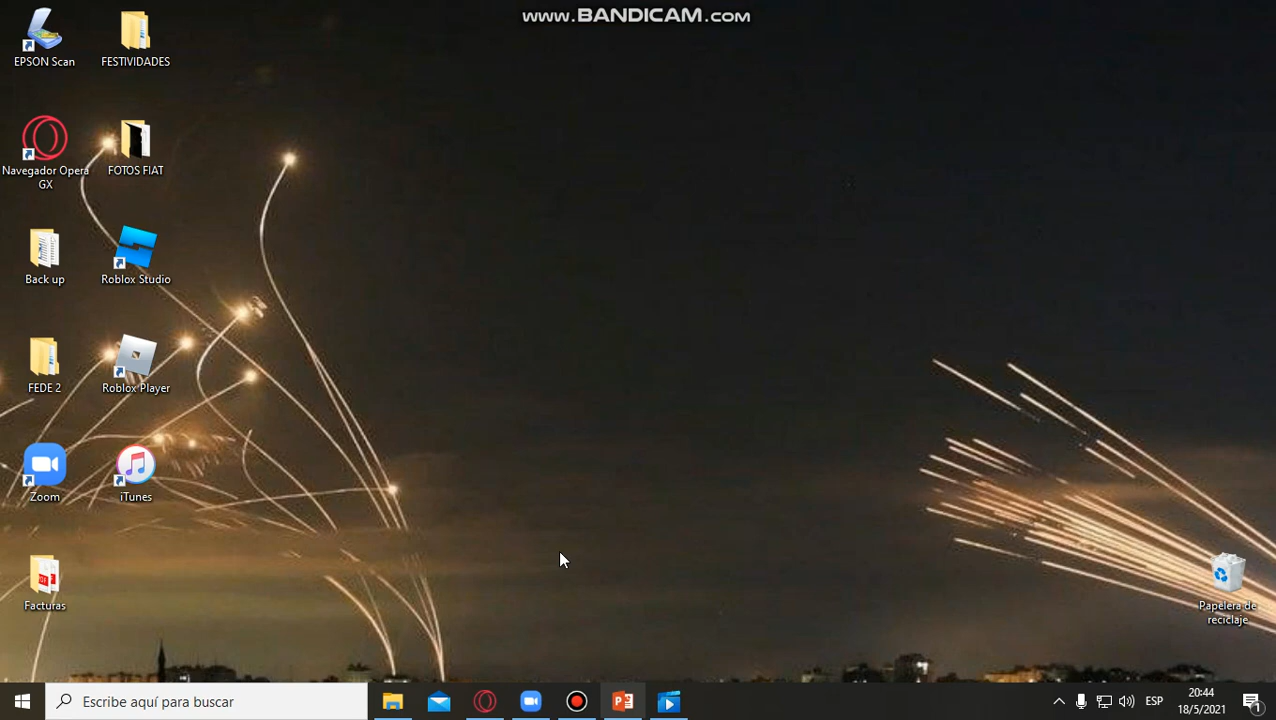 www.BANDICAM.com
EPSON Scan
FESTIVIDADES
Navegador Opera
GX
FOTOS FIAT
Back up
Roblox Studio
FEDE 2
Roblox Player
Zoom
iTunes
Facturas
Papelera de
reciclaje
Escribe aquí para buscar
ESP
20:44
18/5/2021
1